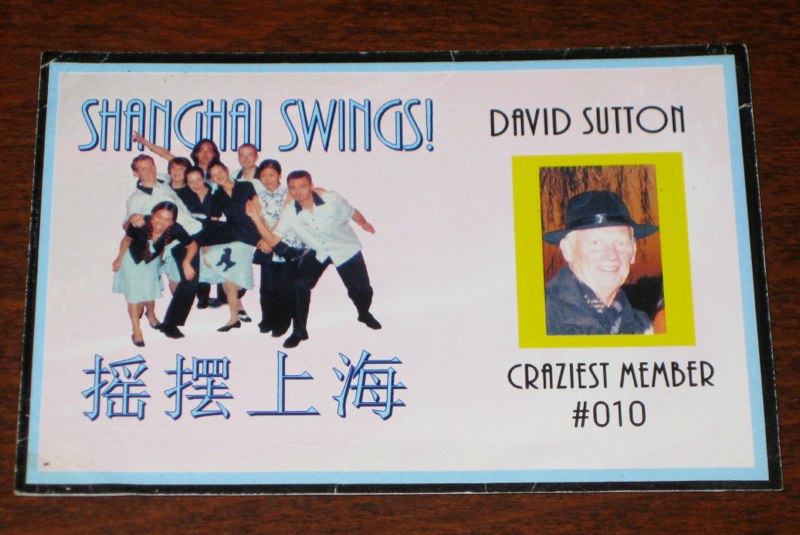 SHANGHAI SWINGS!
摇摆上海
DAVID SUTTON
CRAZIEST MEMBER
#010